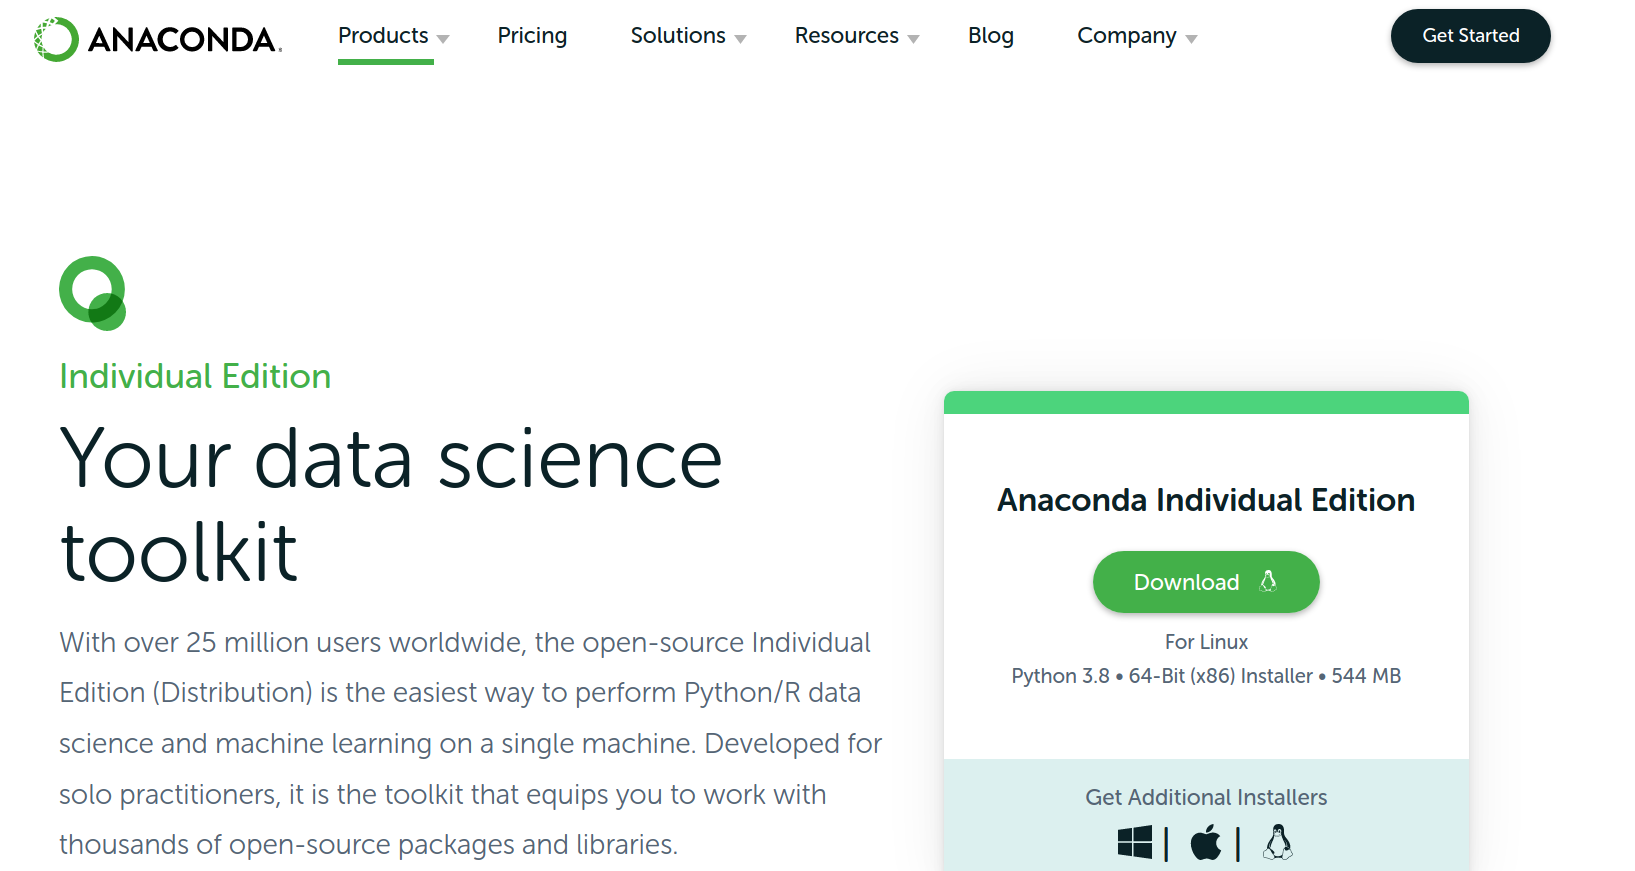 ANACONDA.
Products
Pricing
Solutions
Resources
Blog
Company
Get Started
Individual Edition
Your data science
toolkit
With over 25 million users worldwide, the open-source Individual
Edition (Distribution) is the easiest way to perform Python/R data
science and machine learning on a single machine. Developed for
solo practitioners, it is the toolkit that equips you to work with
thousands of open-source packages and libraries.
Anaconda Individual Edition
Download
For Linux
Python 3.8 • 64-Bit (x86) Installer • 544 MB
Get Additional Installers
| |